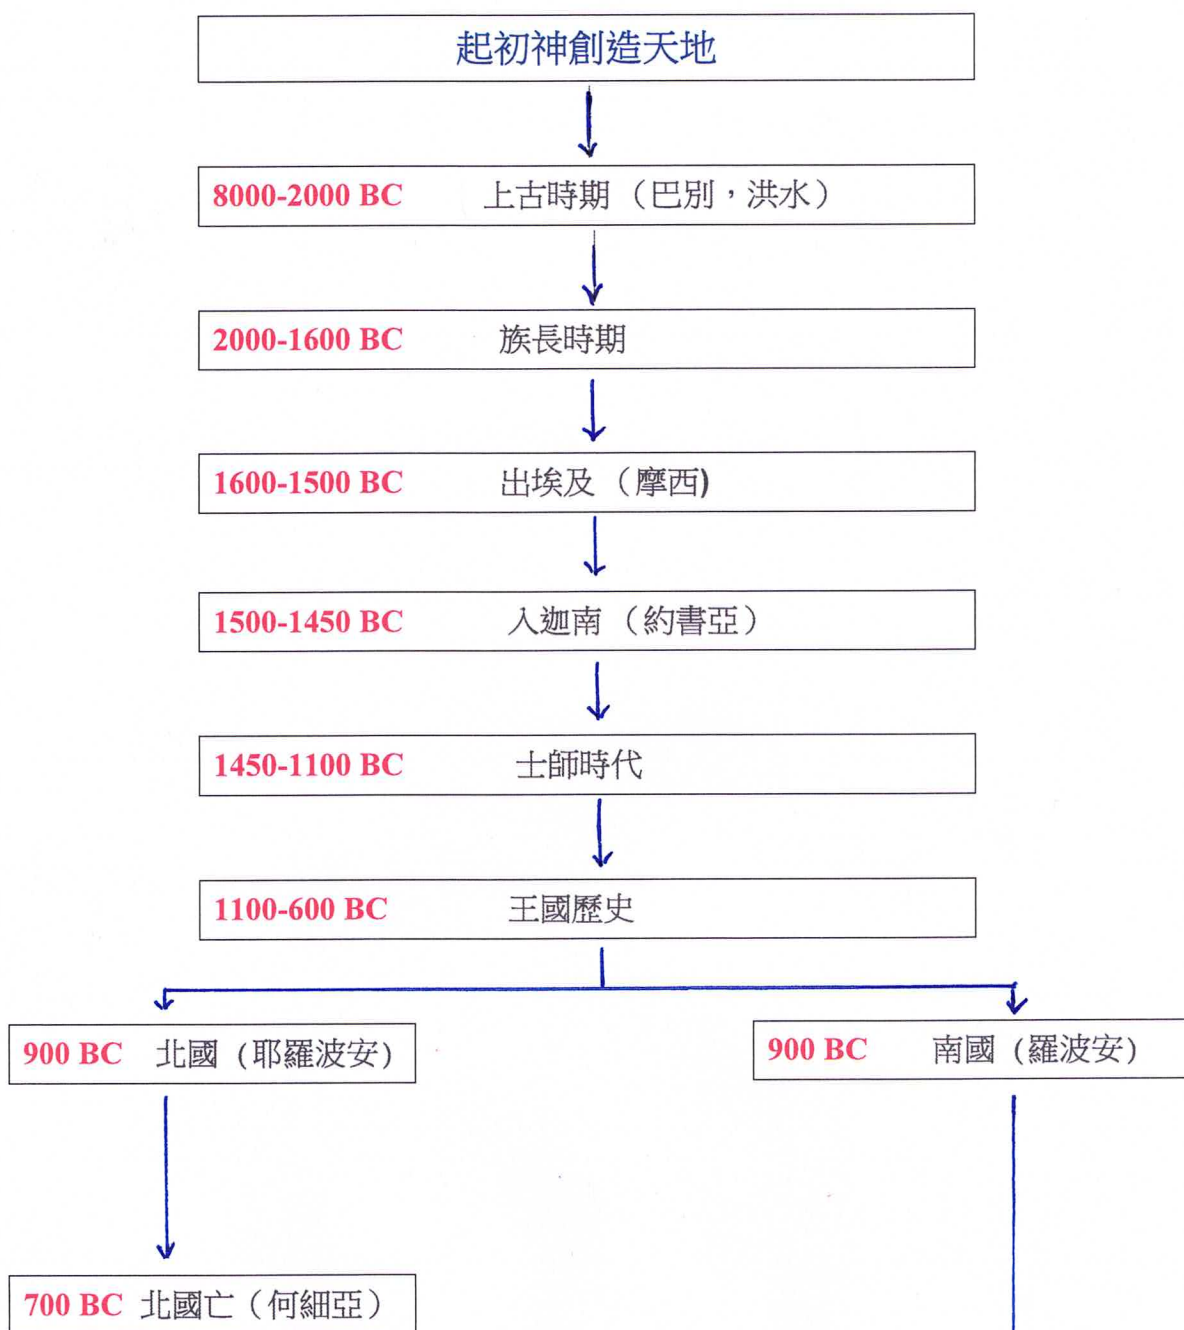 起初神創造天地
8000-2000 BC 上古時期（巴別，洪水）
2000-1600 BC 族長時期
1600-1500 BC 出埃及（摩西)
1500-1450 BC 入迦南（約書亞）
1450-1100 BC 士師時代
1100-600 BC 王國歷史
900 BC 北國（耶羅波安）
900 BC 南國（羅波安）
700 BC 北國亡（何細亞）